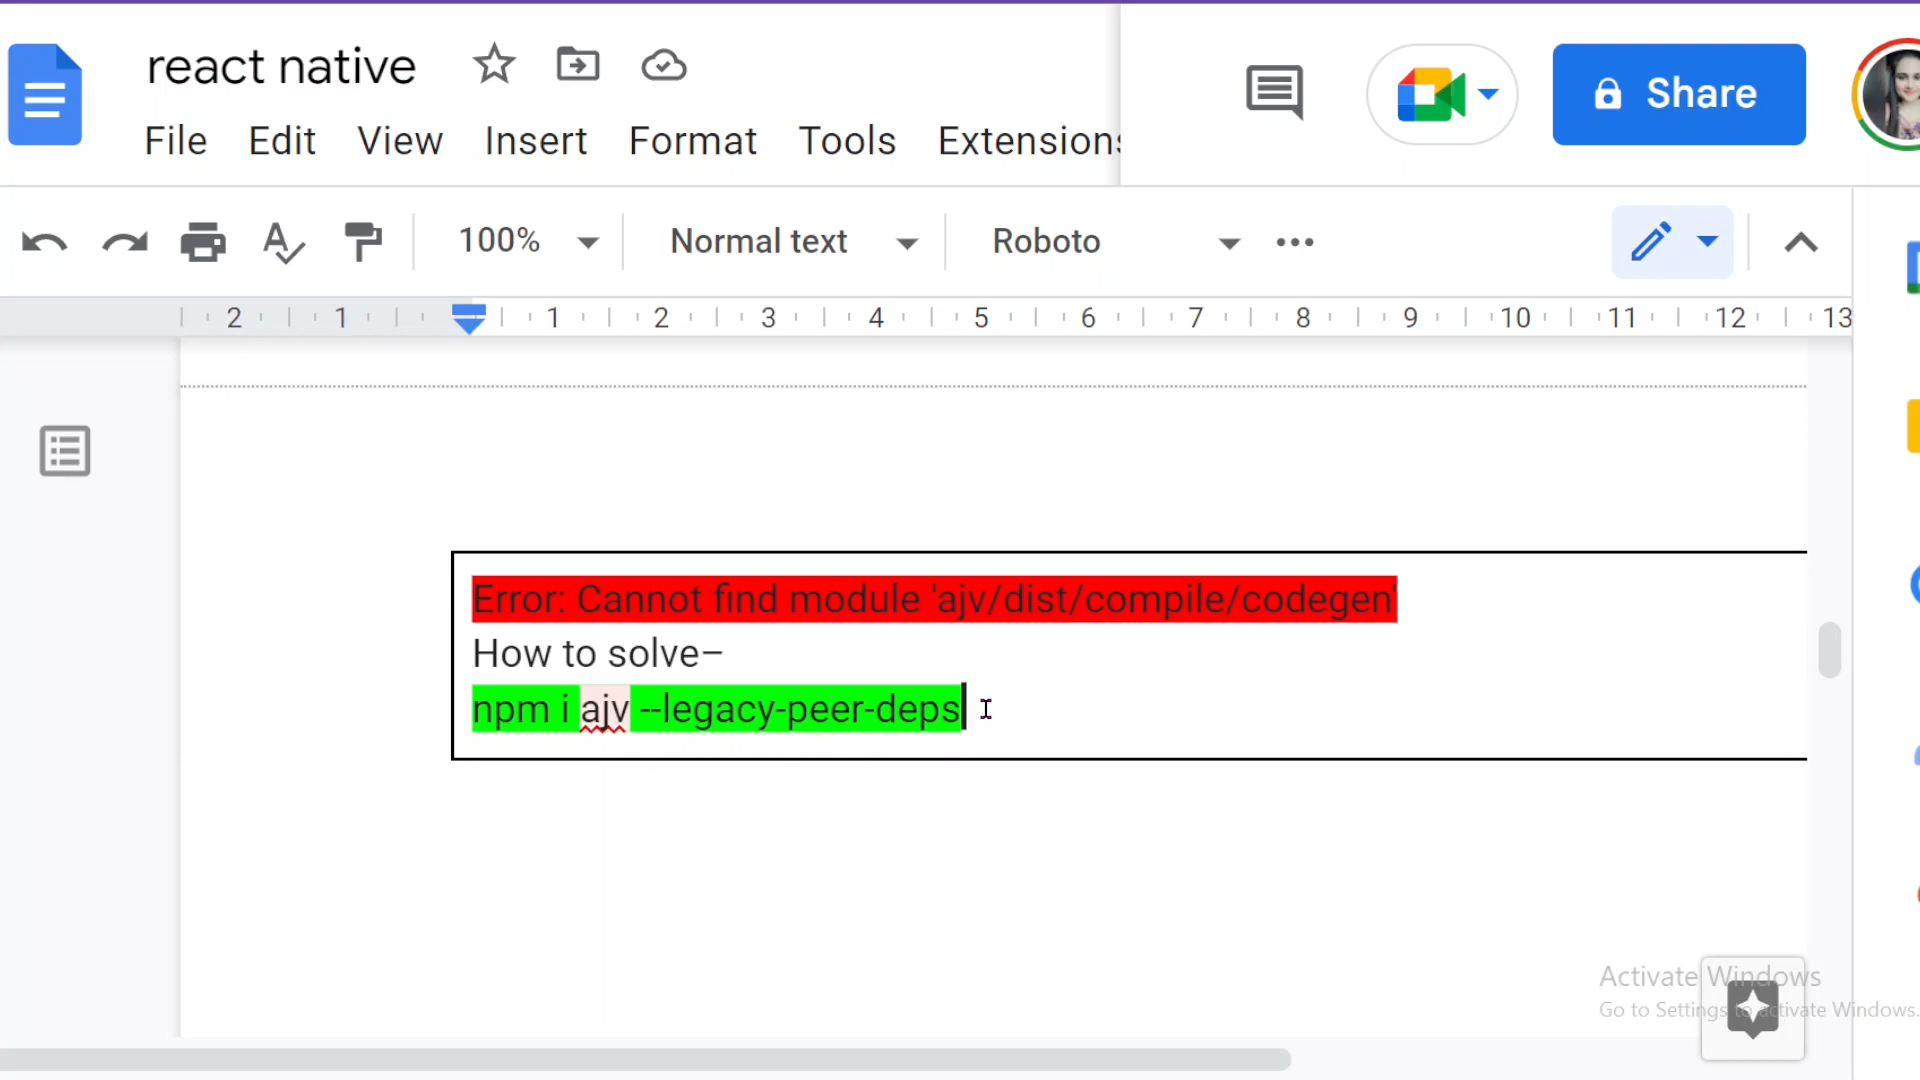 react native
File Edit View Insert Format Tools Extensions
Share
100% Normal text Roboto
2 1 1 2 3 4 5 6 7 8 9 10 11 12 13
Error: Cannot find module 'ajv/dist/compile/codegen'
How to solve–
npm i ajv --legacy-peer-deps
Activate Windows
Go to Settings to activate Windows.